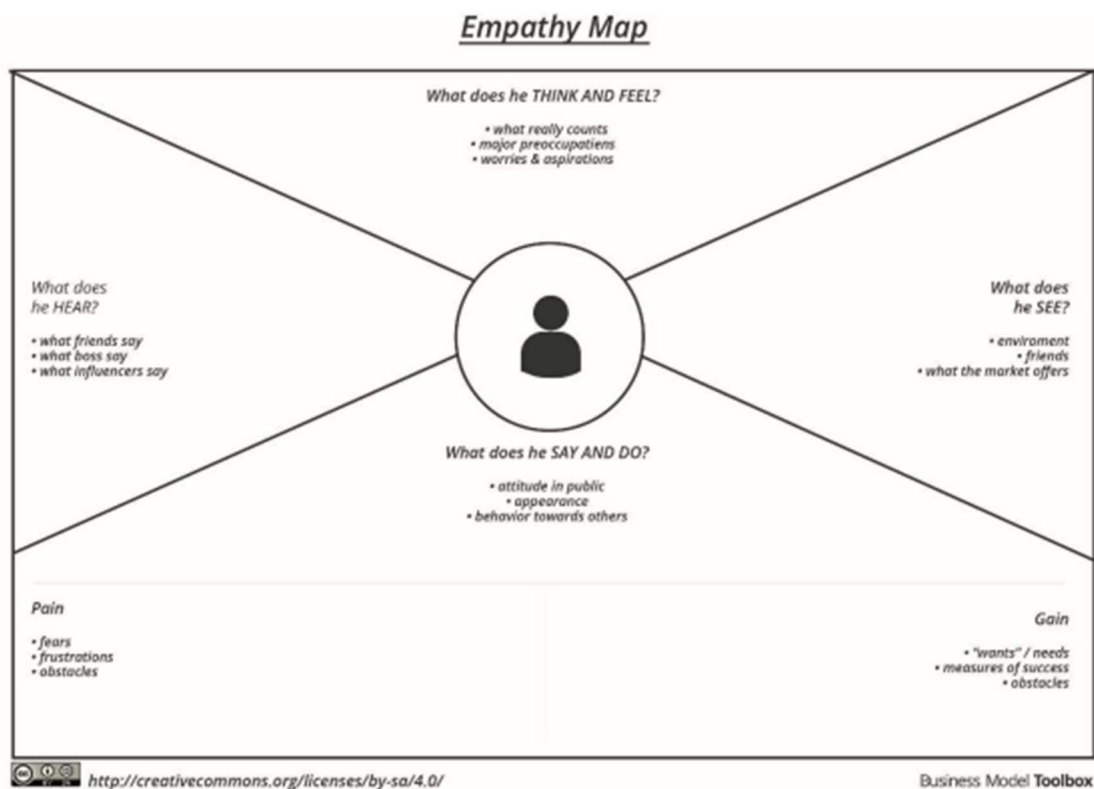 Empathy Map
What does he THINK AND FEEL?
• what really counts
• major preoccupatiens
• worries & aspirations
What does
he HEAR?
• what friends say
• what boss say
• what influencers say
What does
he SEE?
• enviroment
• friends
• what the market offers
What does he SAY AND DO?
• attitude in public
• appearance
• behavior towards others
Pain
• fears
• frustrations
• obstacles
Gain
• "wants" / needs
• measures of success
• obstacles
http://creativecommons.org/licenses/by-sa/4.0/
Business Model Toolbox